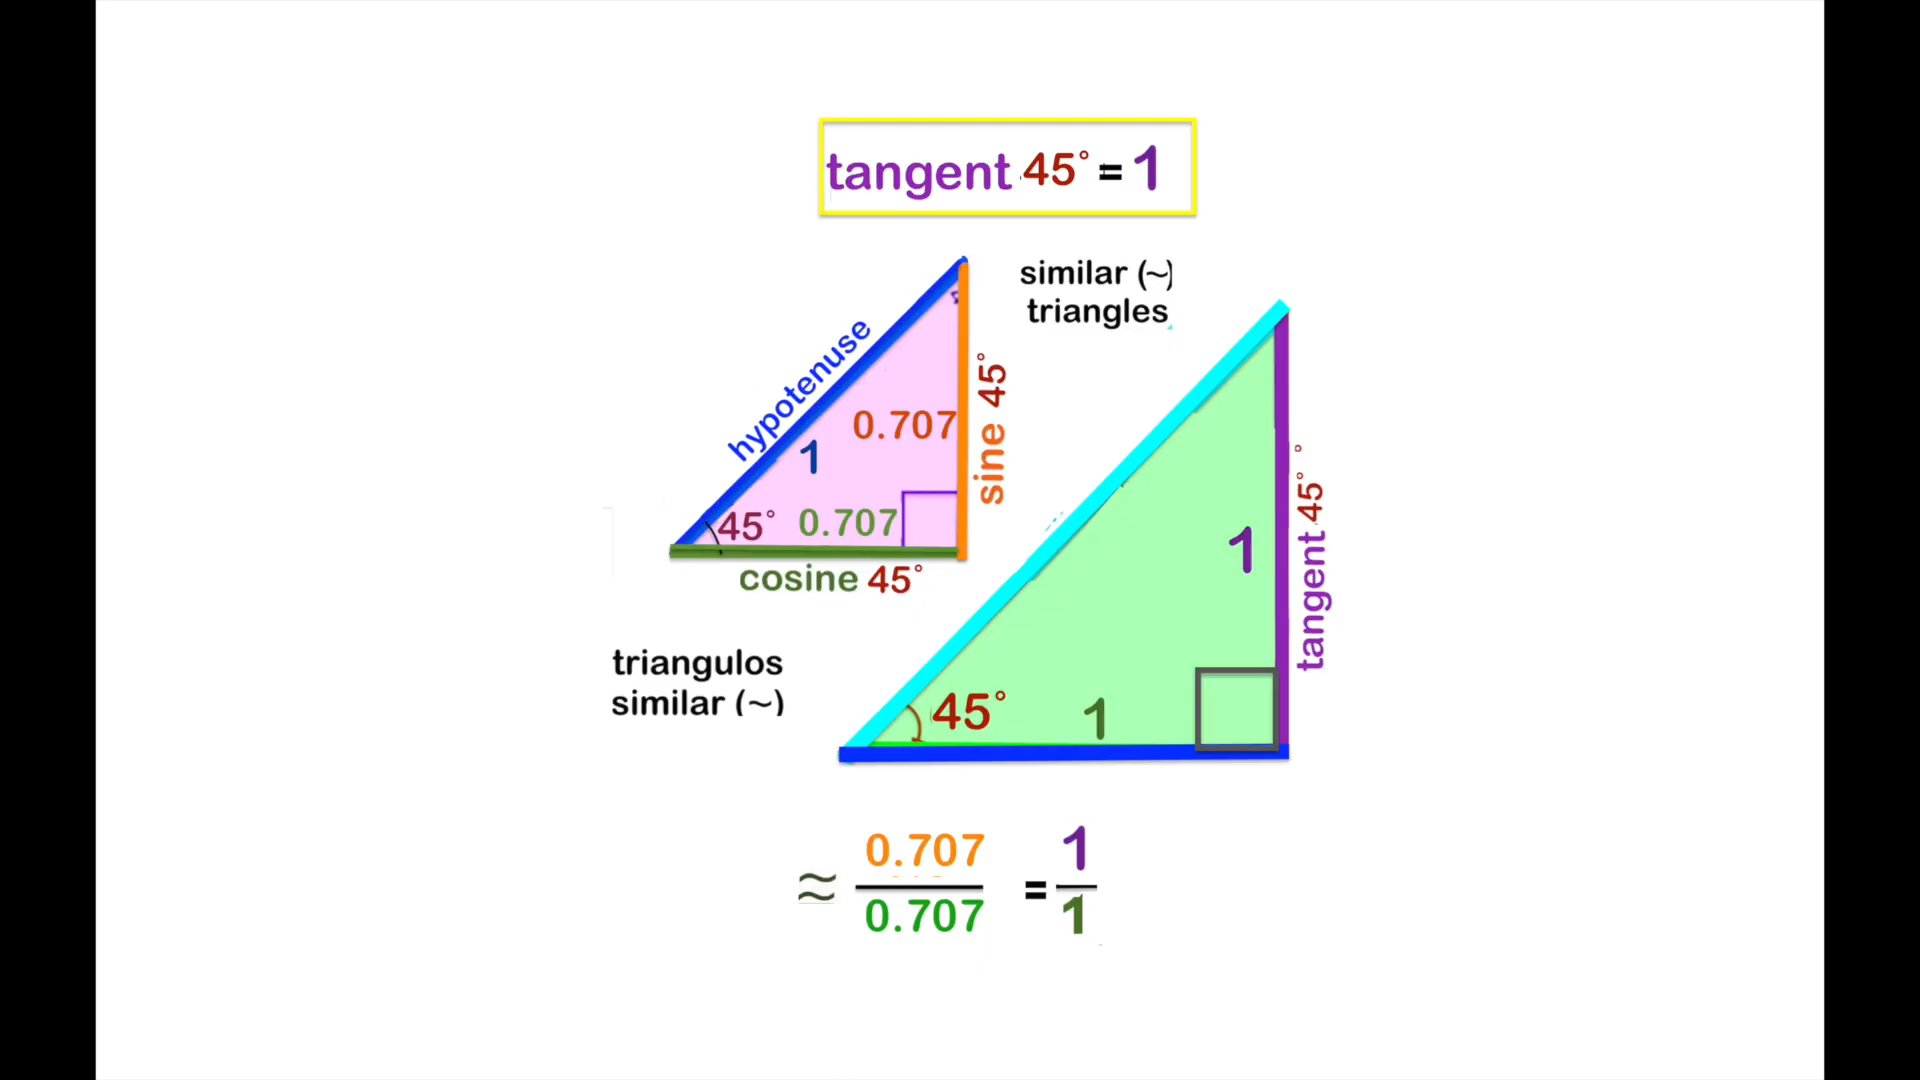 tangent 45° = 1
similar (~)
triangles
hypotenuse
1
0.707
sine 45°
45°
0.707
cosine 45°
1
tangent 45°
triangulos
similar (~)
45°
1
≈ 0.707 / 0.707 = 1 / 1